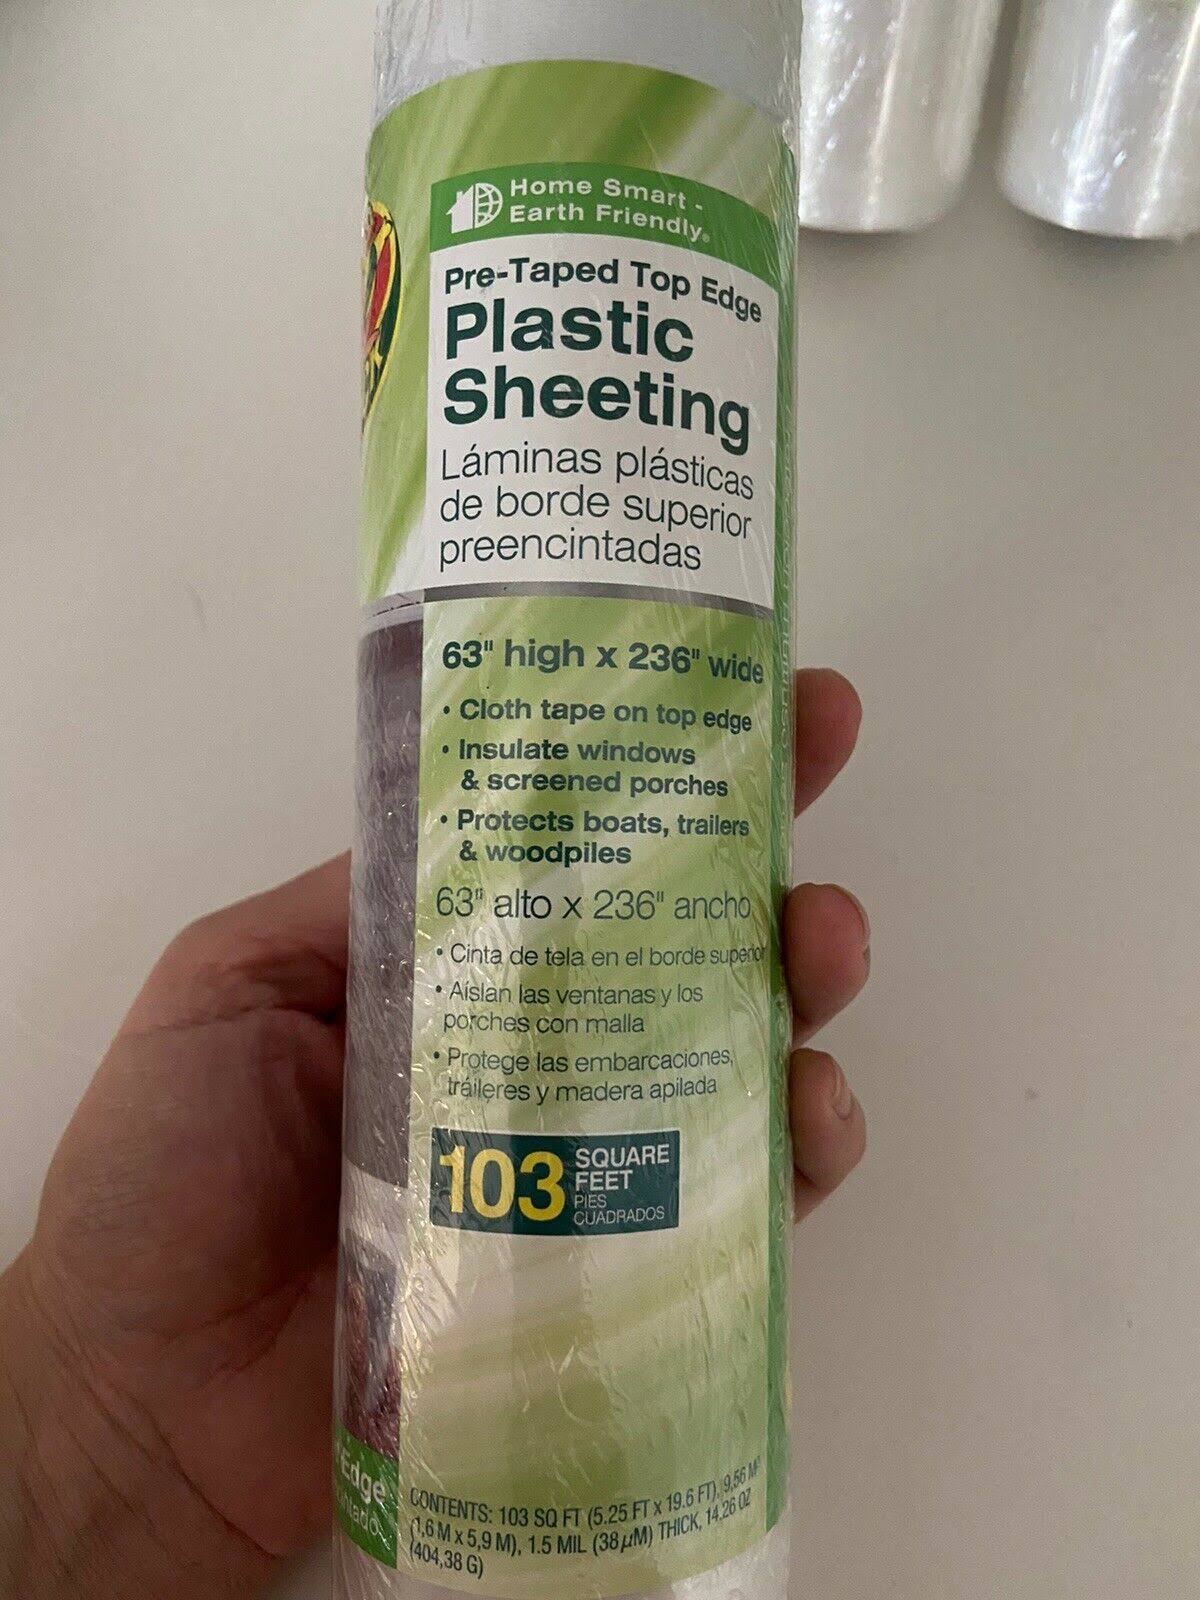 Home Smart -
Earth Friendly®
Pre-Taped Top Edge
Plastic
Sheeting
Láminas plásticas
de borde superior
preencintadas
63" high x 236" wide
• Cloth tape on top edge
• Insulate windows
& screened porches
• Protects boats, trailers
& woodpiles
63" alto x 236" ancho
• Cinta de tela en el borde superior
• Aíslan las ventanas y los
porches con malla
• Protege las embarcaciones,
tráileres y madera apilada
103
SQUARE
FEET
PIES
CUADRADOS
Edge
CONTENTS: 103 SQ FT (5.25 FT x 19.6 FT), 9,56 M²
(1,6 M x 5,9 M), 1.5 MIL (38 µM) THICK, 14.26 OZ
(404,38 G)